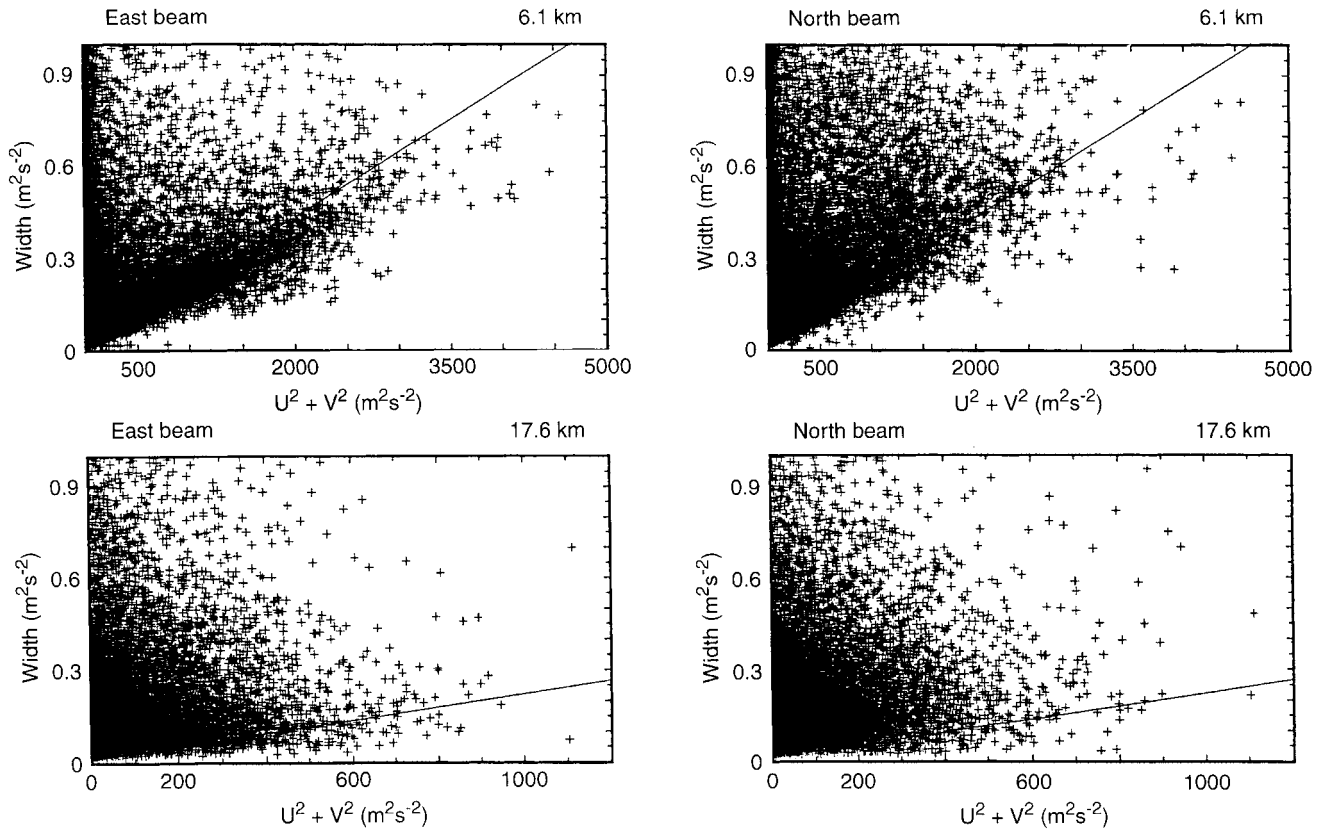 East beam 6.1 km
Width (m²s⁻²)
0.9
0.6
0.3
0
500 2000 3500 5000
U² + V² (m²s⁻²)
North beam 6.1 km
Width (m²s⁻²)
0.9
0.6
0.3
0
500 2000 3500 5000
U² + V² (m²s⁻²)
East beam 17.6 km
Width (m²s⁻²)
0.9
0.6
0.3
0
0 200 600 1000
U² + V² (m²s⁻²)
North beam 17.6 km
Width (m²s⁻²)
0.9
0.6
0.3
0
0 200 600 1000
U² + V² (m²s⁻²)